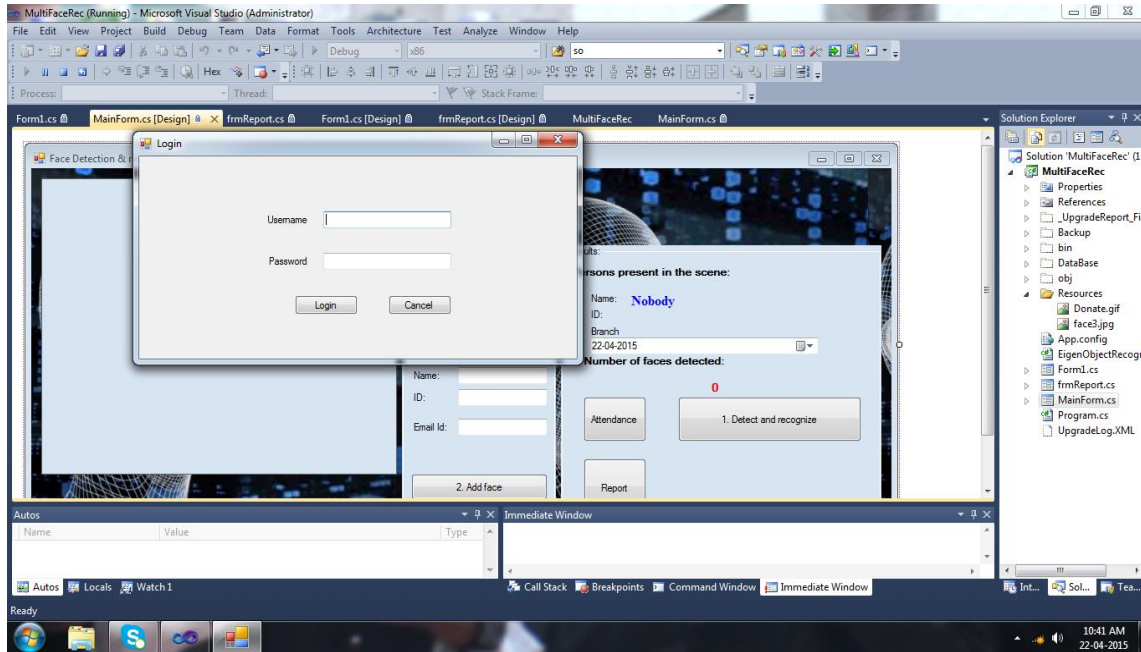 MultiFaceRec (Running) - Microsoft Visual Studio (Administrator)
File Edit View Project Build Debug Team Data Format Tools Architecture Test Analyze Window Help
Debug x86 so
Hex
Process: Thread: Stack Frame:
Form1.cs MainForm.cs [Design] frmReport.cs Form1.cs [Design] frmReport.cs [Design] MultiFaceRec MainForm.cs
Face Detection &
Login
Username
Password
Login Cancel
ults:
ersons present in the scene:
Name: Nobody
ID:
Branch
22-04-2015
Number of faces detected:
0
Name:
ID:
Email Id:
Attendance
1. Detect and recognize
2. Add face
Report
Solution Explorer
Solution 'MultiFaceRec' (1
MultiFaceRec
Properties
References
_UpgradeReport_Fi
Backup
bin
DataBase
obj
Resources
Donate.gif
face3.jpg
App.config
EigenObjectRecogn
Form1.cs
frmReport.cs
MainForm.cs
Program.cs
UpgradeLog.XML
Autos
Name Value Type
Immediate Window
Autos Locals Watch 1
Call Stack Breakpoints Command Window Immediate Window
Int... Sol... Tea...
Ready
10:41 AM
22-04-2015